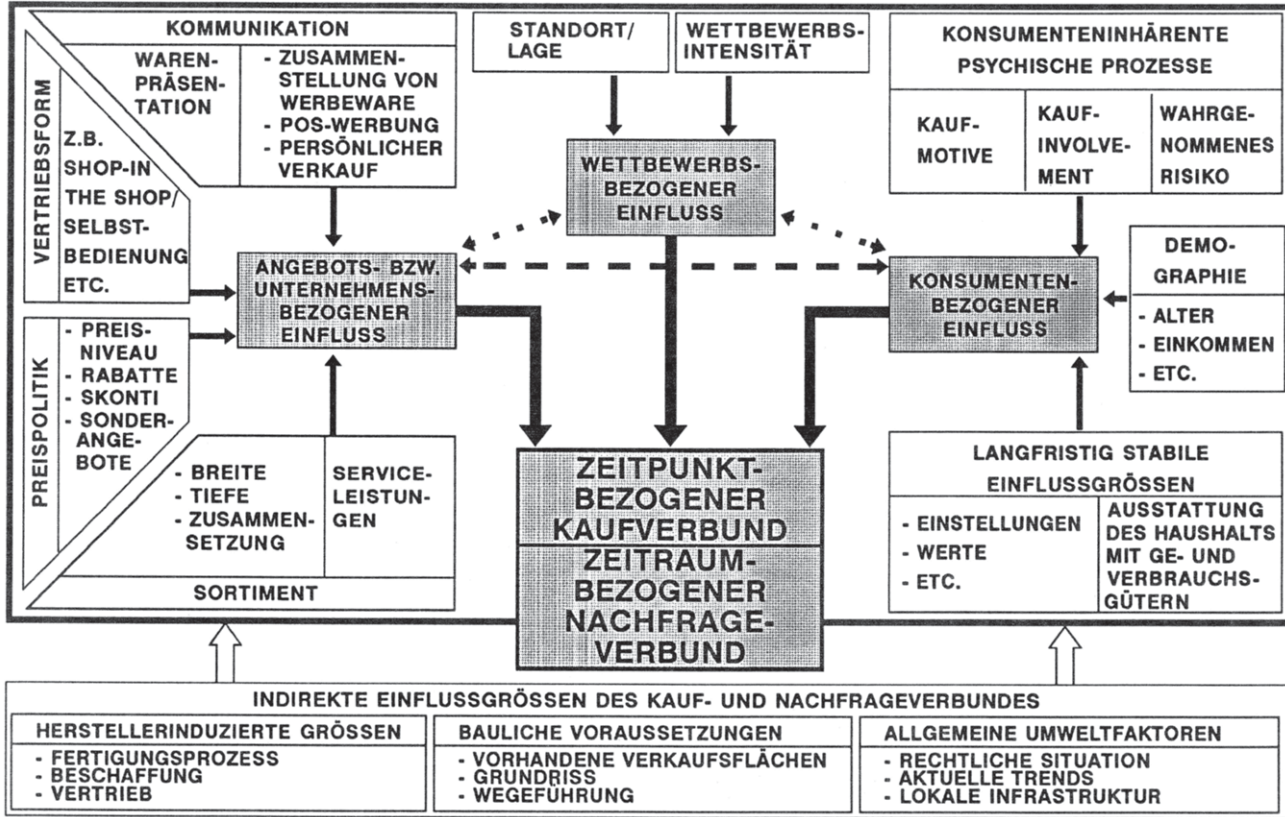 KOMMUNIKATION
WAREN-
PRÄSEN-
TATION
- ZUSAMMEN-
STELLUNG VON
WERBEWARE
- POS-WERBUNG
- PERSÖNLICHER
VERKAUF
VERTRIEBSFORM
Z.B.
SHOP-IN
THE SHOP/
SELBST-
BEDIENUNG
ETC.
PREISPOLITIK
- PREIS-
NIVEAU
- RABATTE
- SKONTI
- SONDER-
ANGE-
BOTE
- BREITE
- TIEFE
- ZUSAMMEN-
SETZUNG
SERVICE-
LEISTUN-
GEN
SORTIMENT
ANGEBOTS- BZW.
UNTERNEHMENS-
BEZOGENER
EINFLUSS
STANDORT/
LAGE
WETTBEWERBS-
INTENSITÄT
WETTBEWERBS-
BEZOGENER
EINFLUSS
KONSUMENTENINHÄRENTE
PSYCHISCHE PROZESSE
KAUF-
MOTIVE
KAUF-
INVOLVE-
MENT
WAHRGE-
NOMMENES
RISIKO
KONSUMENTEN-
BEZOGENER
EINFLUSS
DEMO-
GRAPHIE
- ALTER
- EINKOMMEN
- ETC.
LANGFRISTIG STABILE
EINFLUSSGRÖSSEN
- EINSTELLUNGEN
- WERTE
- ETC.
AUSSTATTUNG
DES HAUSHALTS
MIT GE- UND
VERBRAUCHS-
GÜTERN
ZEITPUNKT-
BEZOGENER
KAUFVERBUND
ZEITRAUM-
BEZOGENER
NACHFRAGE-
VERBUND
INDIREKTE EINFLUSSGRÖSSEN DES KAUF- UND NACHFRAGEVERBUNDES
HERSTELLERINDUZIERTE GRÖSSEN
- FERTIGUNGSPROZESS
- BESCHAFFUNG
- VERTRIEB
BAULICHE VORAUSSETZUNGEN
- VORHANDENE VERKAUFSFLÄCHEN
- GRUNDRISS
- WEGEFÜHRUNG
ALLGEMEINE UMWELTFAKTOREN
- RECHTLICHE SITUATION
- AKTUELLE TRENDS
- LOKALE INFRASTRUKTUR